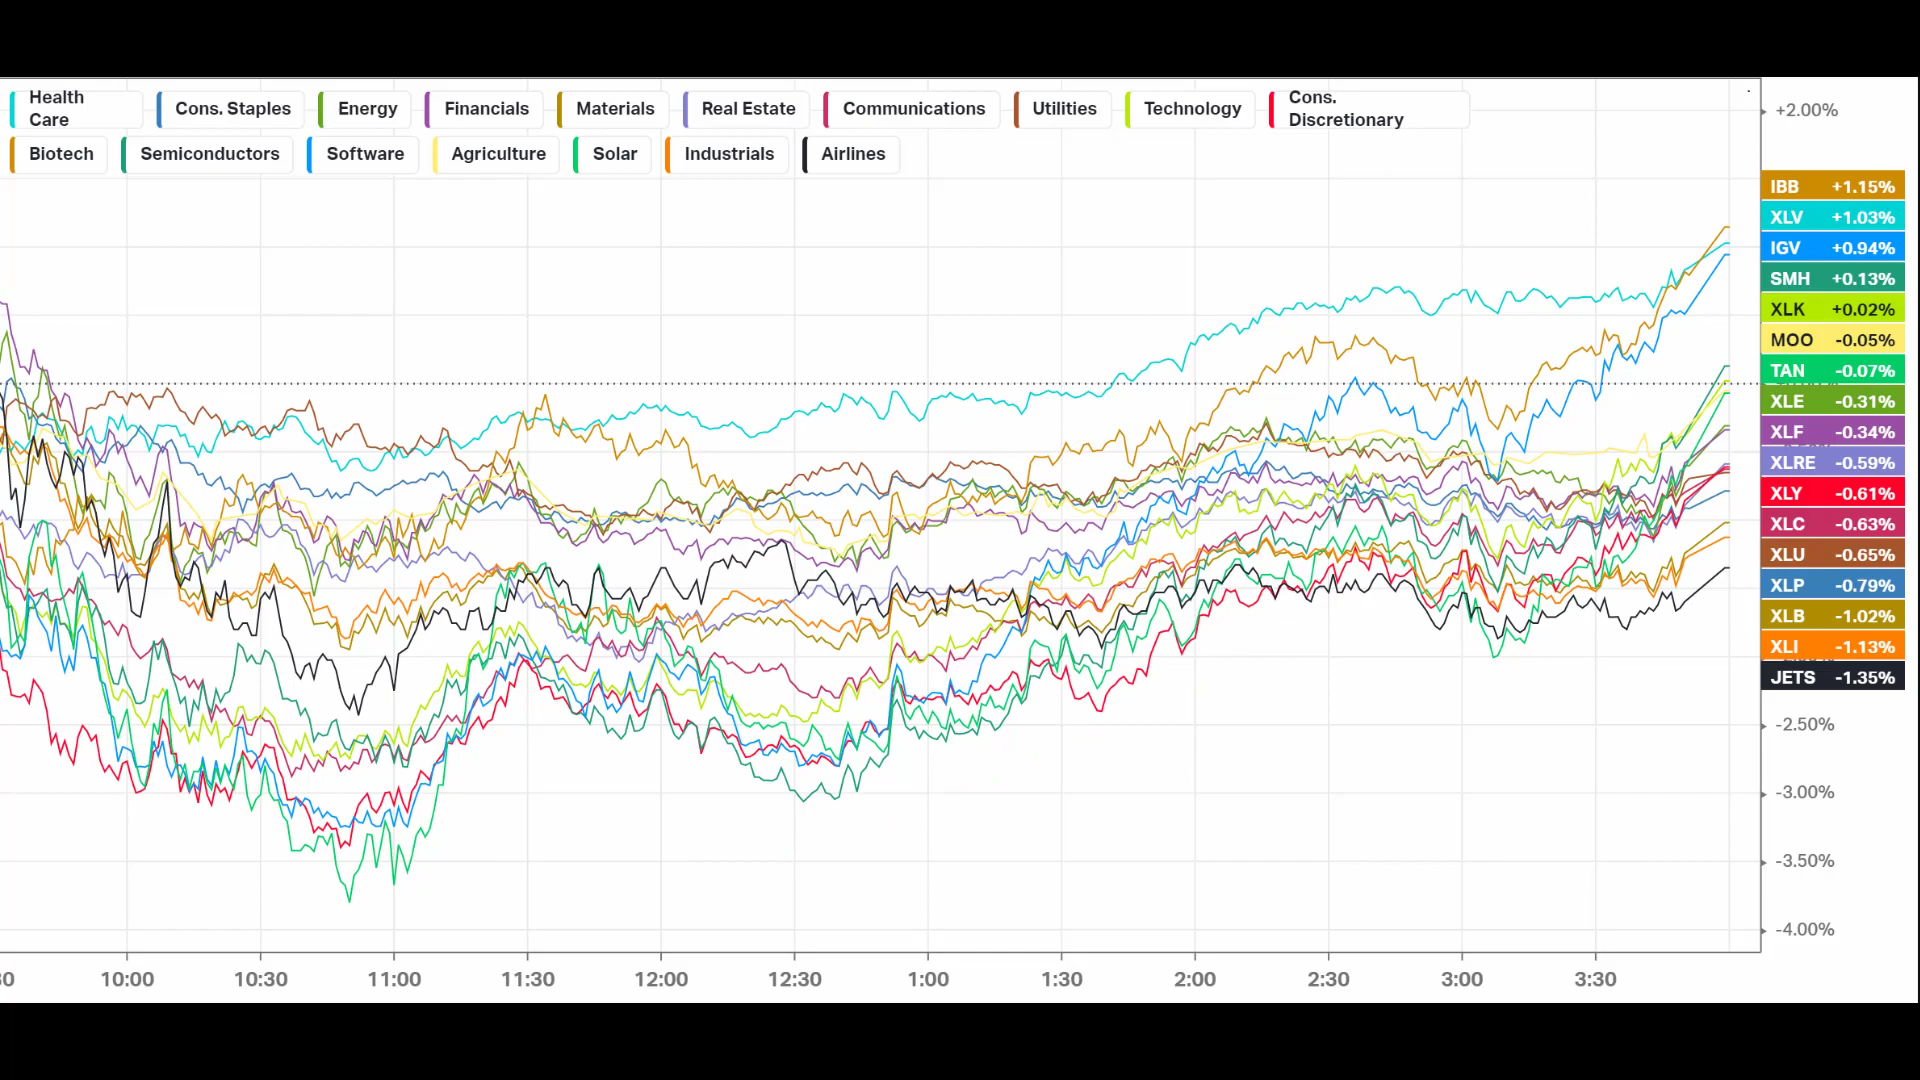 Health
Care
Cons. Staples
Energy
Financials
Materials
Real Estate
Communications
Utilities
Technology
Cons.
Discretionary
Biotech
Semiconductors
Software
Agriculture
Solar
Industrials
Airlines
+2.00%
IBB +1.15%
XLV +1.03%
IGV +0.94%
SMH +0.13%
XLK +0.02%
MOO -0.05%
TAN -0.07%
XLE -0.31%
XLF -0.34%
XLRE -0.59%
XLY -0.61%
XLC -0.63%
XLU -0.65%
XLP -0.79%
XLB -1.02%
XLI -1.13%
JETS -1.35%
-2.50%
-3.00%
-3.50%
-4.00%
10:00 10:30 11:00 11:30 12:00 12:30 1:00 1:30 2:00 2:30 3:00 3:30